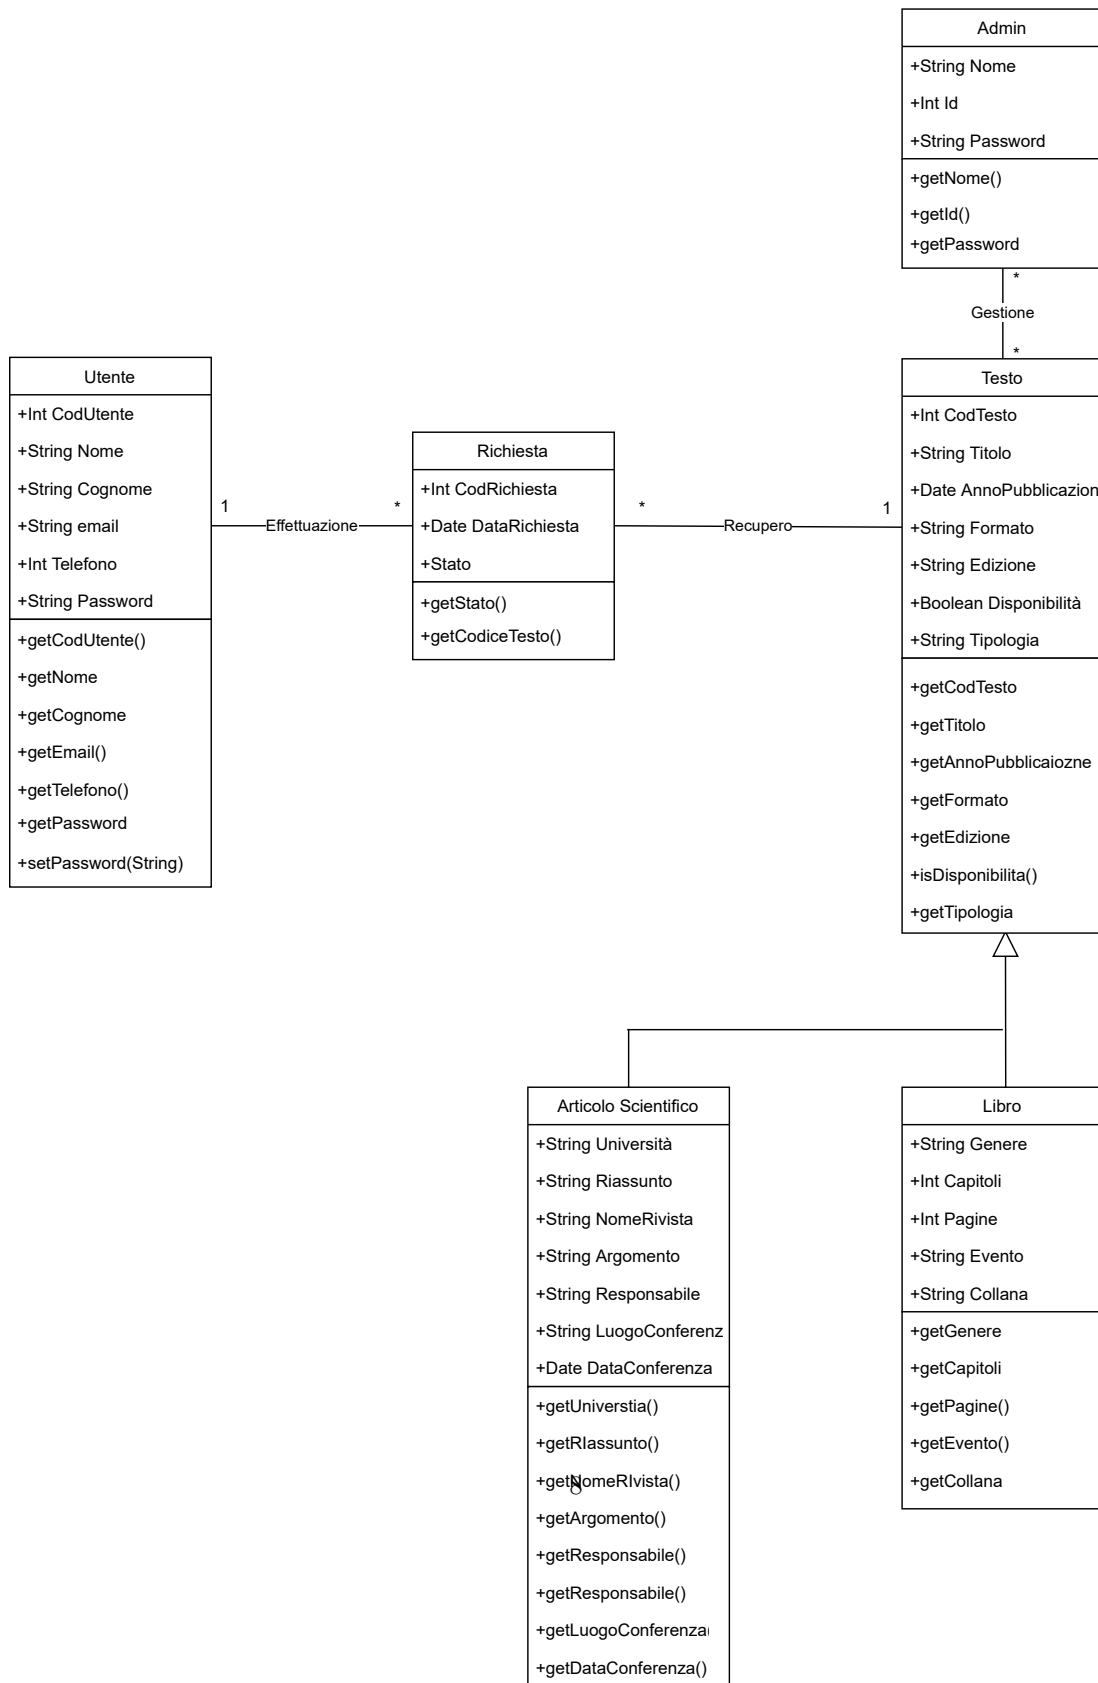 Admin
+String Nome
+Int Id
+String Password
+getNome()
+getId()
+getPassword
*
Gestione
*
Utente
+Int CodUtente
+String Nome
+String Cognome
+String email
+Int Telefono
+String Password
+getCodUtente()
+getNome
+getCognome
+getEmail()
+getTelefono()
+getPassword
+setPassword(String)
1
Effettuazione
*
Richiesta
+Int CodRichiesta
+Date DataRichiesta
+Stato
+getStato()
+getCodiceTesto()
*
Recupero
1
Testo
+Int CodTesto
+String Titolo
+Date AnnoPubblicazion
+String Formato
+String Edizione
+Boolean Disponibilità
+String Tipologia
+getCodTesto
+getTitolo
+getAnnoPubblicaiozne
+getFormato
+getEdizione
+isDisponibilita()
+getTipologia
Articolo Scientifico
+String Università
+String Riassunto
+String NomeRivista
+String Argomento
+String Responsabile
+String LuogoConferenz
+Date DataConferenza
+getUniverstia()
+getRIassunto()
+getNomeRIvista()
8
+getArgomento()
+getResponsabile()
+getResponsabile()
+getLuogoConferenza(
+getDataConferenza()
Libro
+String Genere
+Int Capitoli
+Int Pagine
+String Evento
+String Collana
+getGenere
+getCapitoli
+getPagine()
+getEvento()
+getCollana